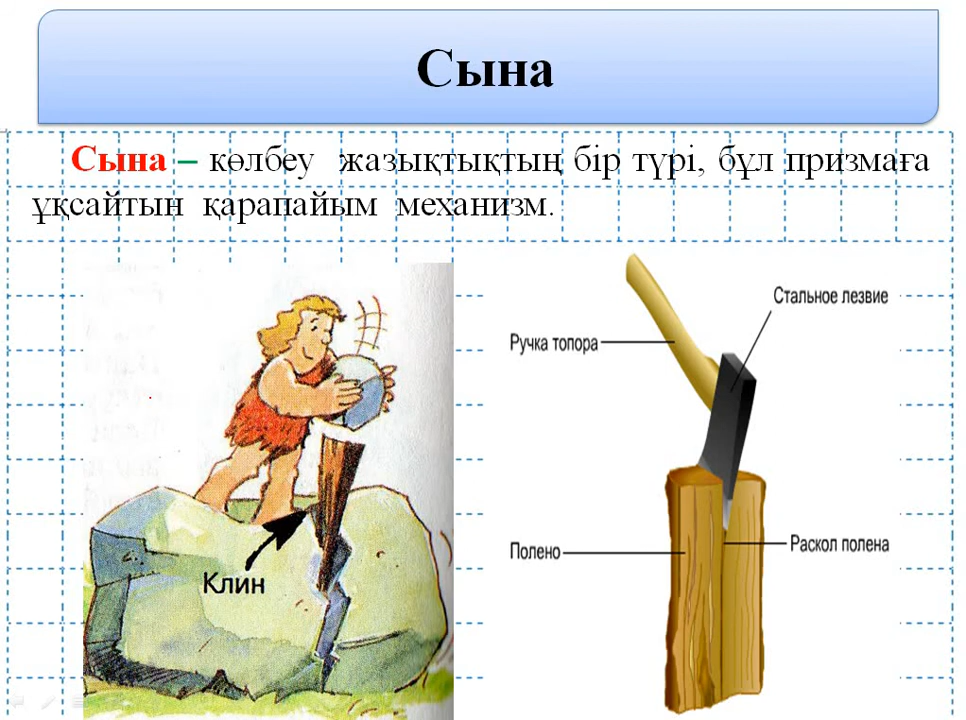 Сына
Сына – көлбеу жазықтықтың бір түрі, бұл призмаға
ұқсайтын қарапайым механизм.
Клин
Стальное лезвие
Ручка топора
Полено
Раскол полена